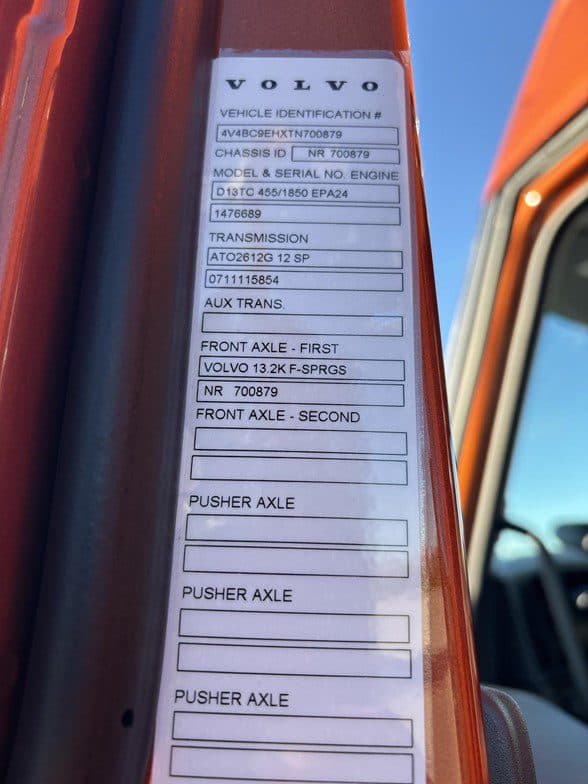 VOLVO
VEHICLE IDENTIFICATION #
4V4BC9EHXTN700879
CHASSIS ID NR 700879
MODEL & SERIAL NO. ENGINE
D13TC 455/1850 EPA24
1476689
TRANSMISSION
ATO2612G 12 SP
0711115854
AUX TRANS.
FRONT AXLE - FIRST
VOLVO 13.2K F-SPRGS
NR 700879
FRONT AXLE - SECOND
PUSHER AXLE
PUSHER AXLE
PUSHER AXLE